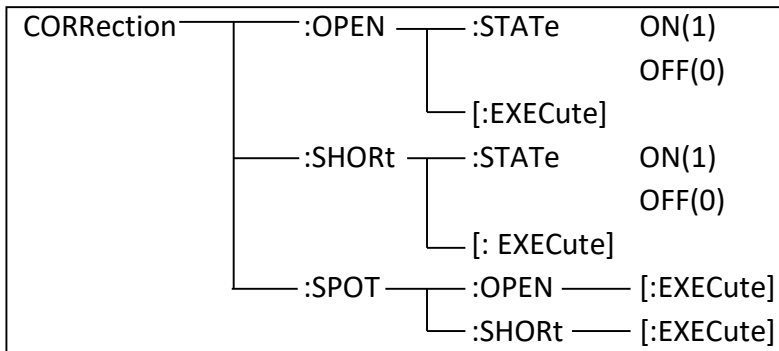 CORRection :OPEN :STATe ON(1)
OFF(0)
[:EXECute]
:SHORt :STATe ON(1)
OFF(0)
[: EXECute]
:SPOT :OPEN [:EXECute]
:SHORt [:EXECute]